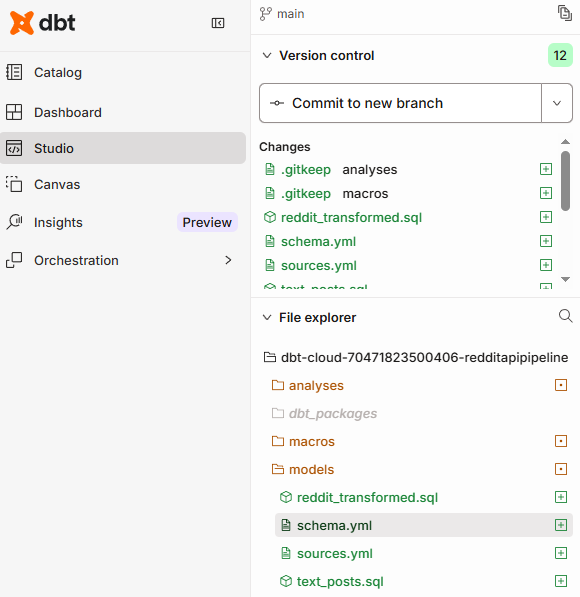 dbt
Catalog
Dashboard
Studio
Canvas
Insights Preview
Orchestration
main
Version control 12
Commit to new branch
Changes
.gitkeep analyses
.gitkeep macros
reddit_transformed.sql
schema.yml
sources.yml
text_posts.sql
File explorer
dbt-cloud-70471823500406-redditapipipeline
analyses
dbt_packages
macros
models
reddit_transformed.sql
schema.yml
sources.yml
text_posts.sql